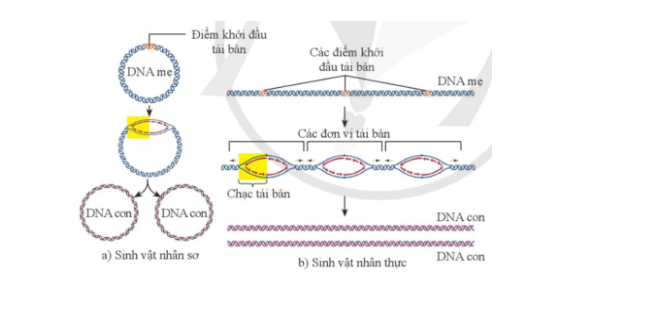 Điểm khởi đầu
tái bản
DNA mẹ
DNA con
DNA con
a) Sinh vật nhân sơ
Các điểm khởi
đầu tái bản
DNA mẹ
Các đơn vị tái bản
Chạc tái bản
DNA con
DNA con
b) Sinh vật nhân thực